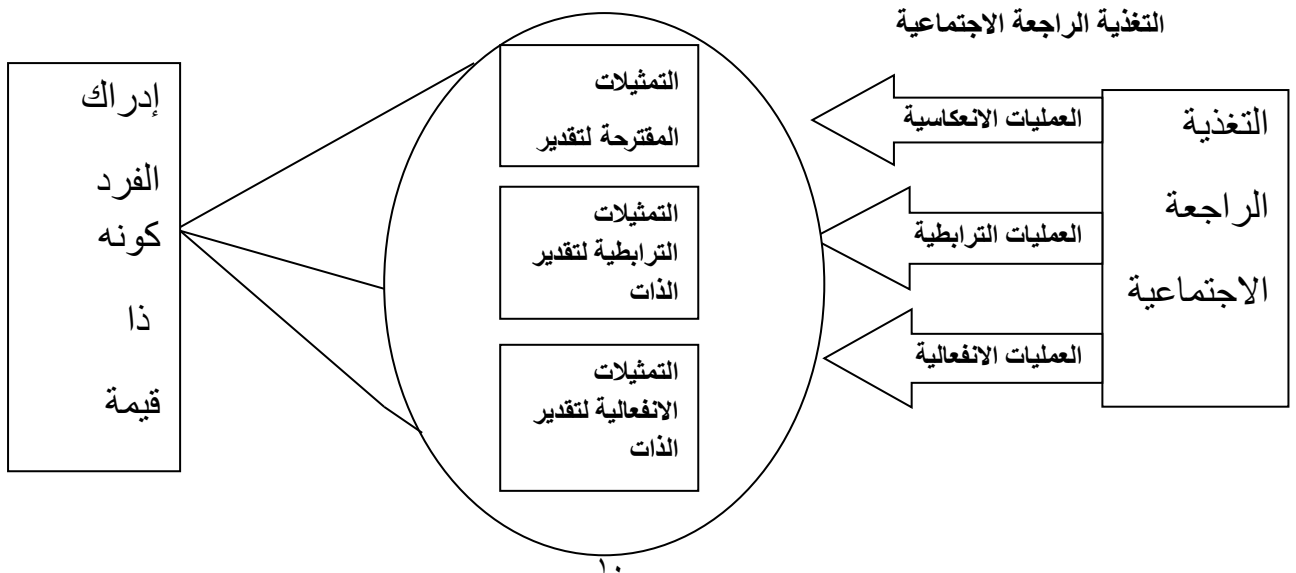 التغذية الراجعة الاجتماعية
التغذية
الراجعة
الاجتماعية
العمليات الانعكاسية
العمليات الترابطية
العمليات الانفعالية
التمثيلات
المقترحة لتقدير
التمثيلات
الترابطية لتقدير
الذات
التمثيلات
الانفعالية لتقدير
الذات
إدراك
الفرد
كونه
ذا
قيمة
١٠